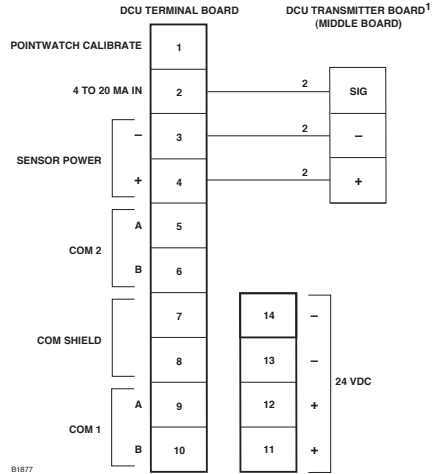 DCU TERMINAL BOARD
DCU TRANSMITTER BOARD1
(MIDDLE BOARD)
POINTWATCH CALIBRATE 1
4 TO 20 MA IN 2 2 SIG
– 3 2 –
SENSOR POWER
+ 4 2 +
A 5
COM 2
B 6
7 14 –
COM SHIELD
8 13 –
24 VDC
A 9 12 +
COM 1
B 10 11 +
B1877